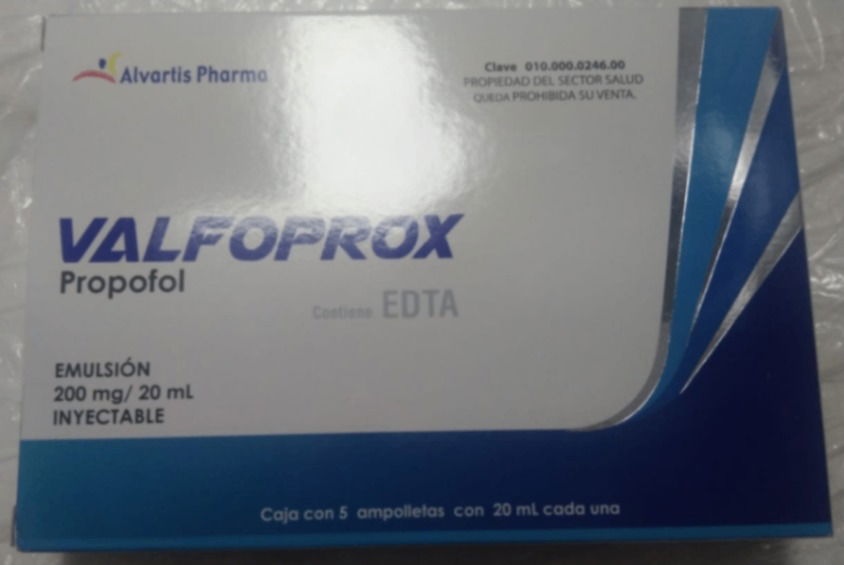 Alvartis Pharma
Clave 010.000.0246.00
PROPIEDAD DEL SECTOR SALUD
QUEDA PROHIBIDA SU VENTA.
VALFOPROX
Propofol
Contiene EDTA
EMULSIÓN
200 mg/ 20 mL
INYECTABLE
Caja con 5 ampolletas con 20 mL cada una